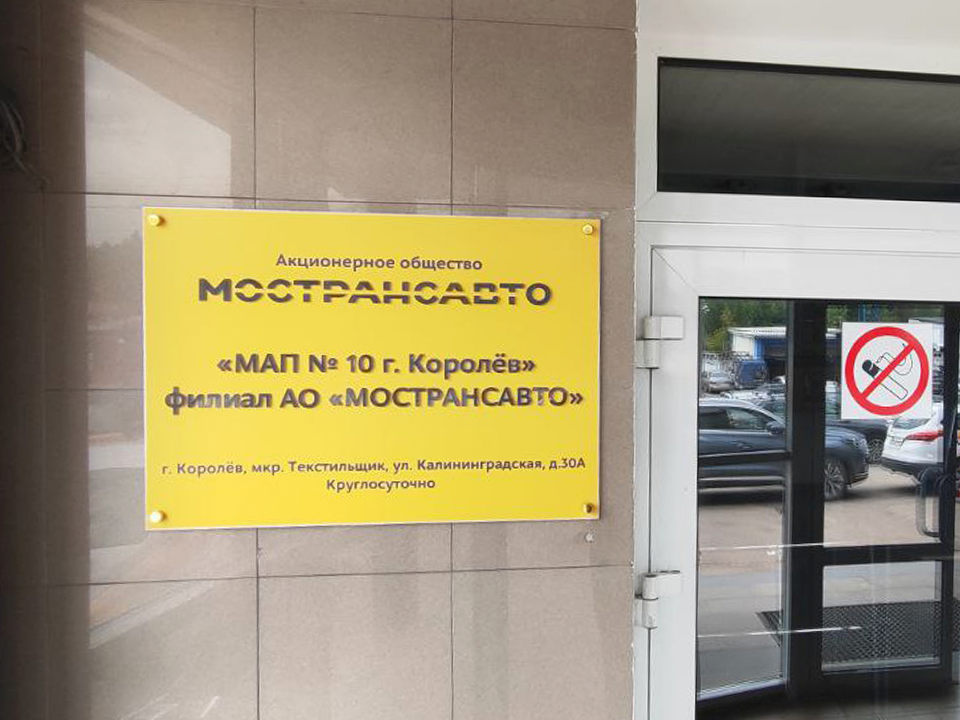 Акционерное общество
МОСТРАНСАВТО
«МАП № 10 г. Королёв»
филиал АО «МОСТРАНСАВТО»
г. Королёв, мкр. Текстильщик, ул. Калининградская, д.30А
Круглосуточно